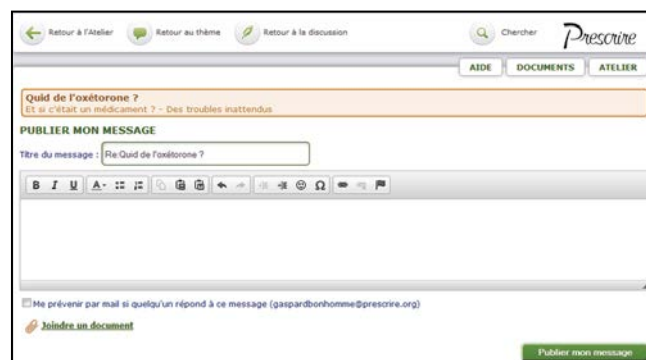 Retour à l'Atelier Retour au thème Retour à la discussion Chercher Prescrire
AIDE DOCUMENTS ATELIER
Quid de l'oxétorone ?
Et si c'était un médicament ? - Des troubles inattendus
PUBLIER MON MESSAGE
Titre du message : Re:Quid de l'oxétorone ?
B I U A Ω
Me prévenir par mail si quelqu'un répond à ce message (gaspardbonhomme@prescrire.org)
Joindre un document
Publier mon message